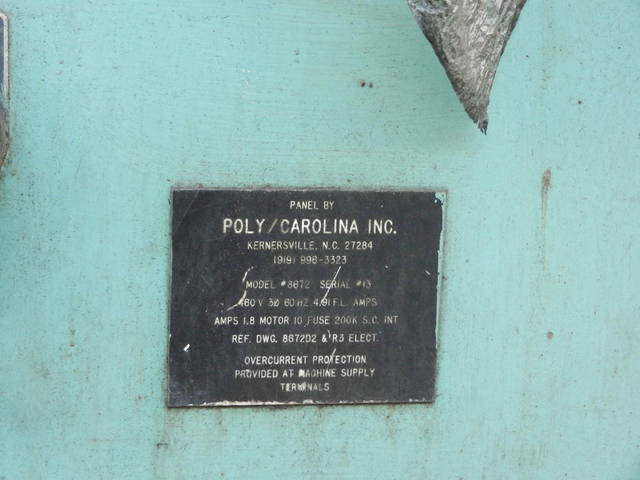 PANEL BY
POLY/CAROLINA INC.
KERNERSVILLE, N.C. 27284
(919) 996-3323
MODEL #8672 SERIAL #13
460 V 3Ø 60 HZ 4.91 F.L. AMPS
AMPS 1.8 MOTOR 10 FUSE 200K S.C. INT
REF. DWG. 8672D2 & R3 ELECT.
OVERCURRENT PROTECTION
PROVIDED AT MACHINE SUPPLY
TERMINALS